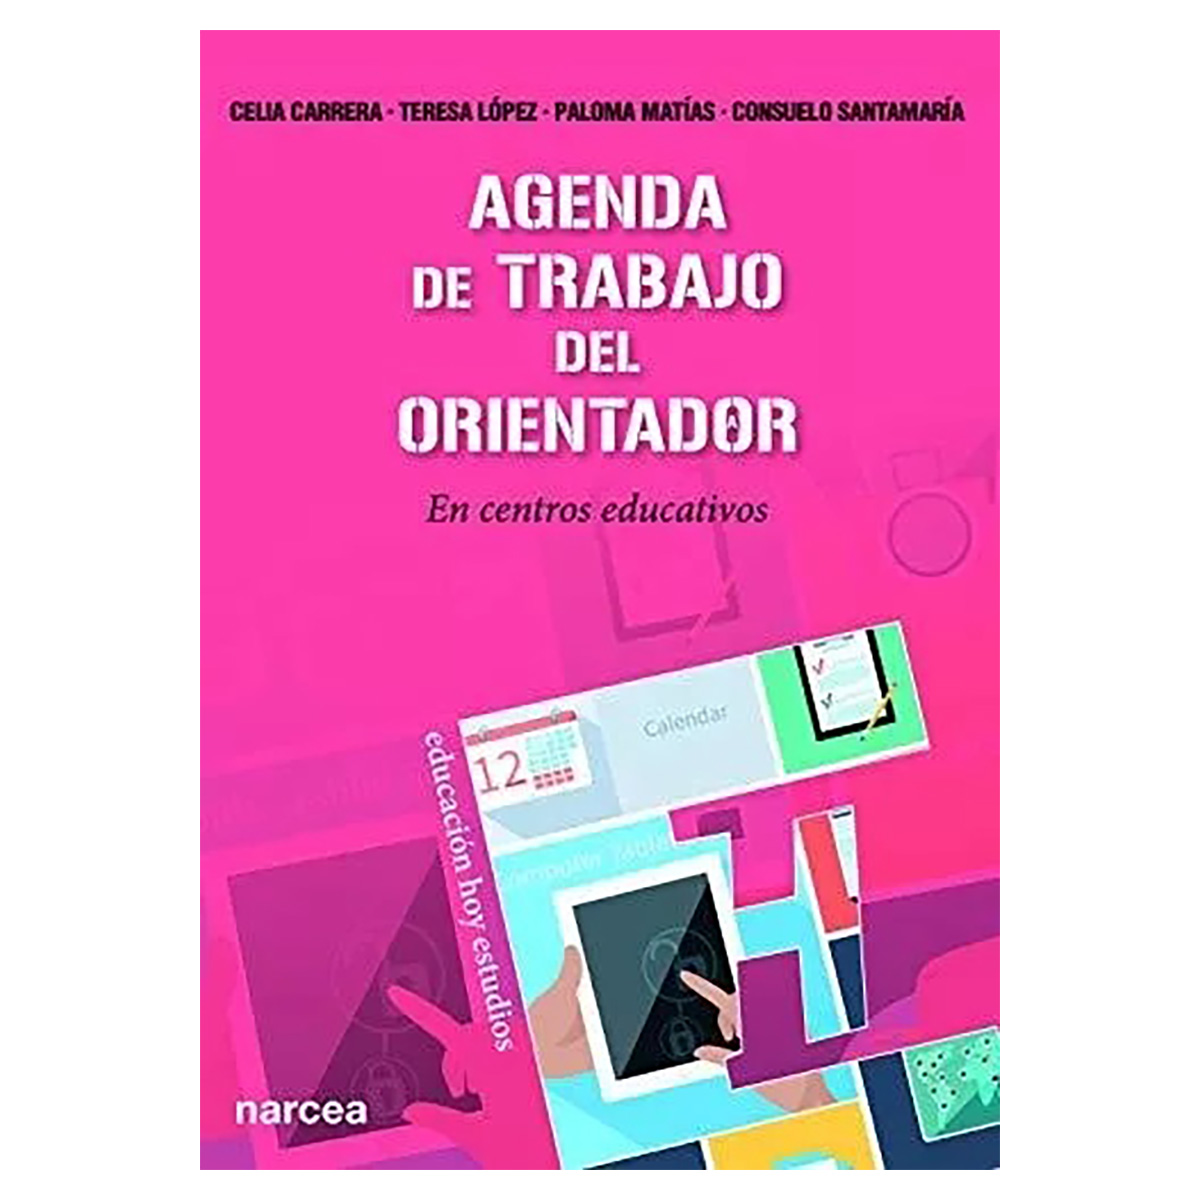 CELIA CARRERA · TERESA LÓPEZ · PALOMA MATÍAS · CONSUELO SANTAMARÍA
AGENDA
DE TRABAJO
DEL
ORIENTADOR
En centros educativos
Calendar
12
educación hoy estudios
narcea